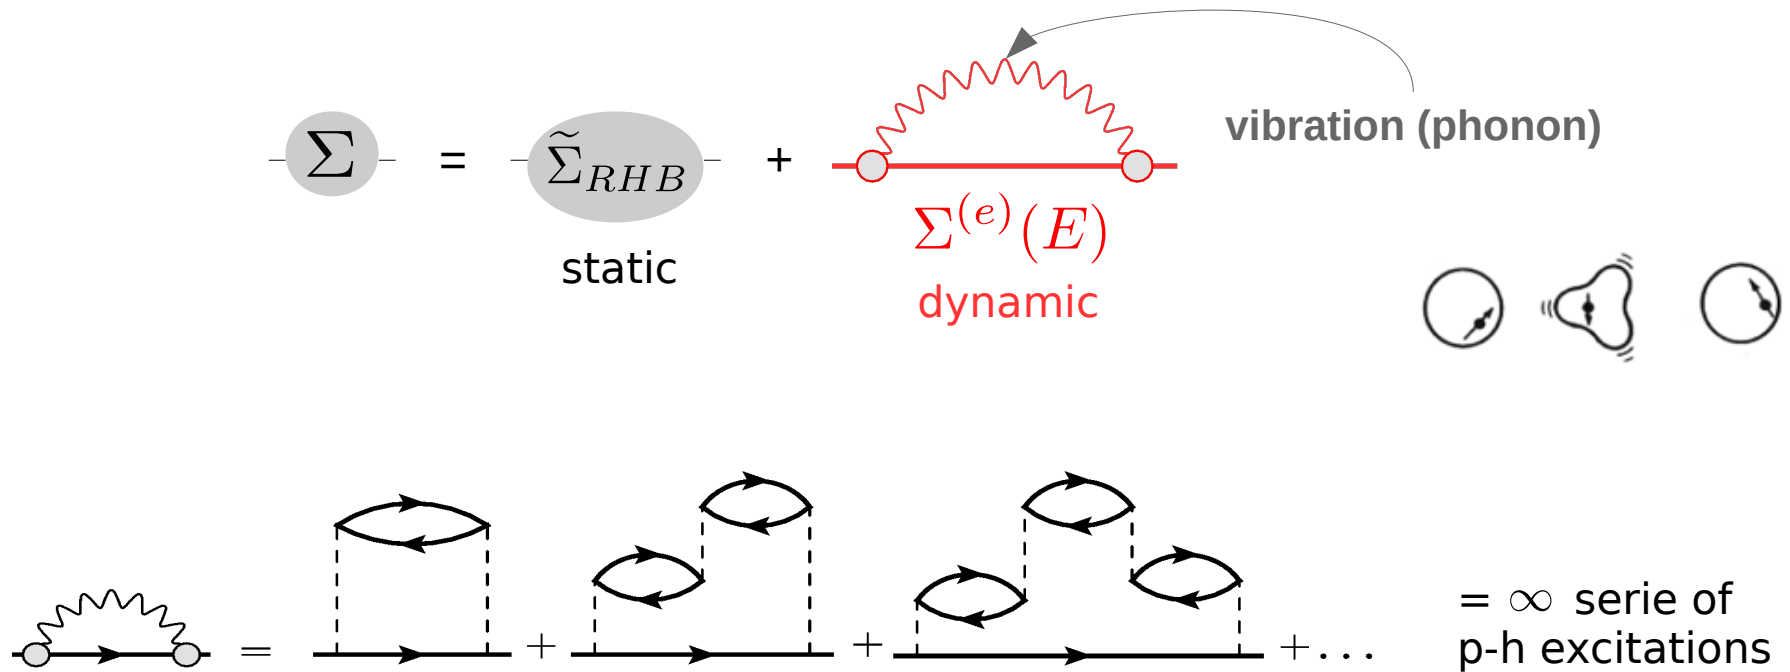 Σ = Σ̃_{RHB} + Σ^{(e)}(E)
vibration (phonon)
static
dynamic
= + + + ...
= ∞ serie of
p-h excitations